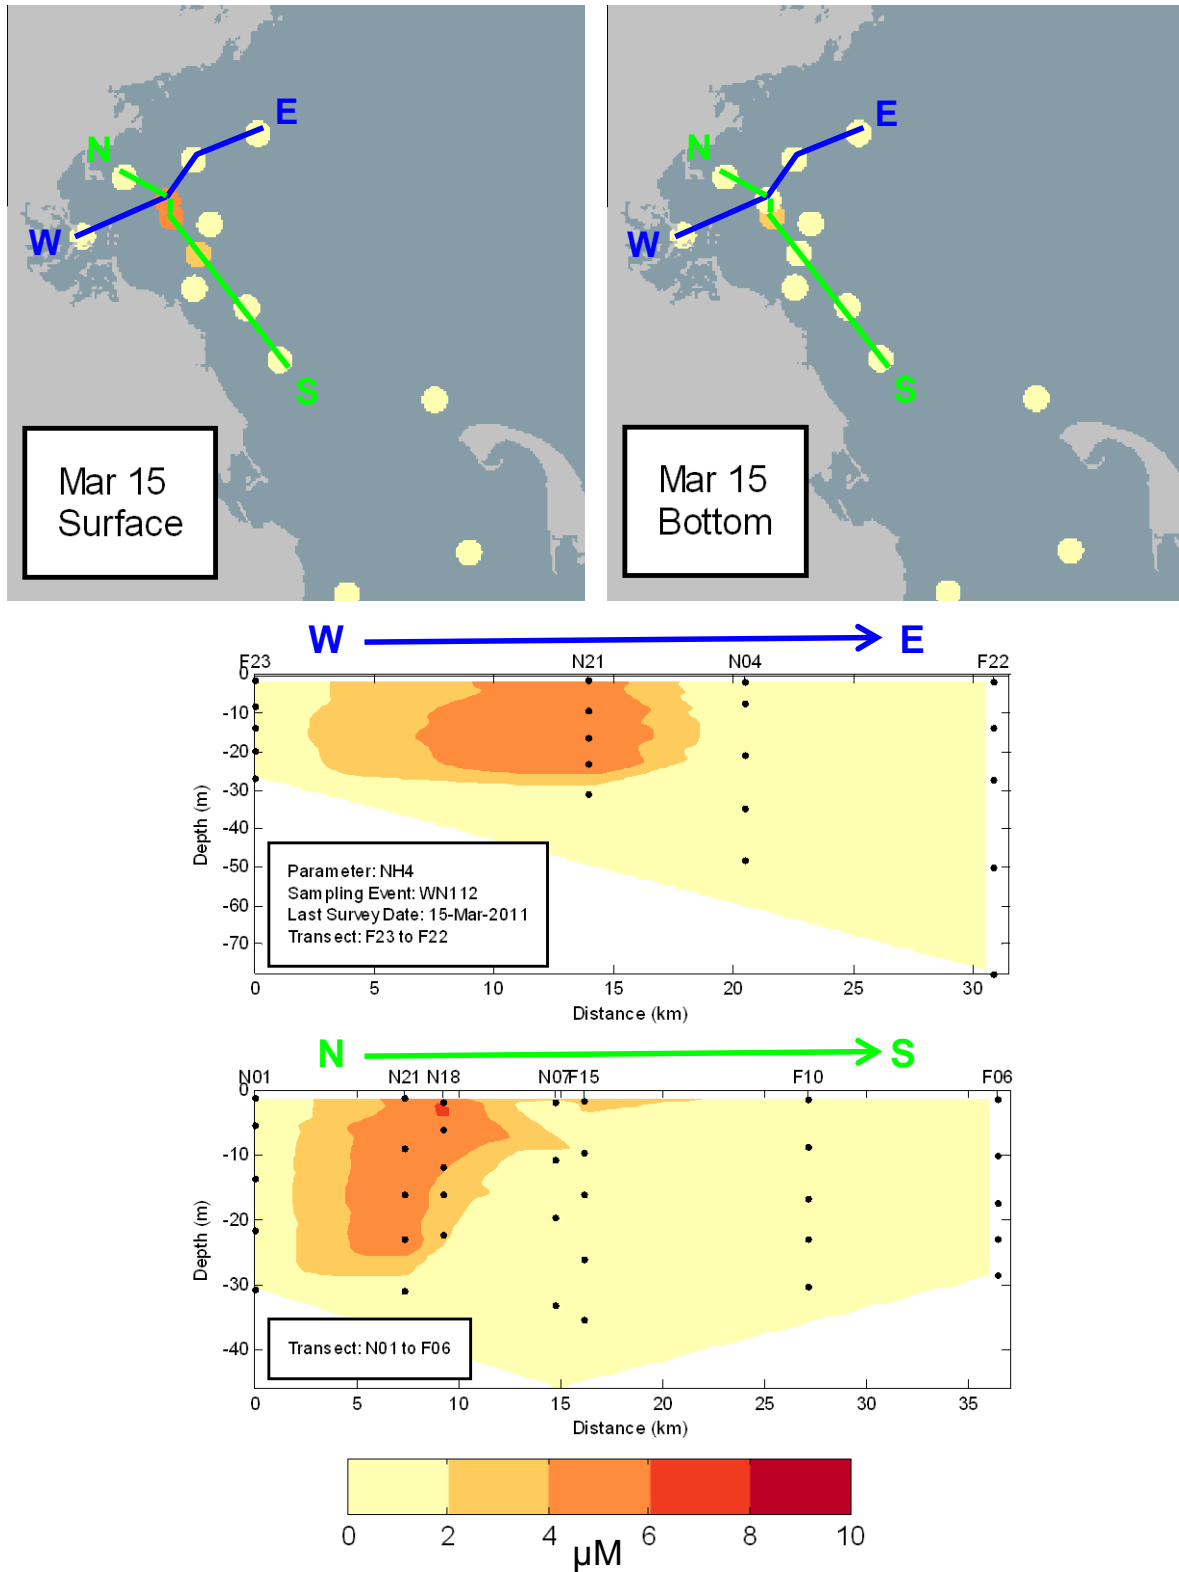 E
N
W
S
Mar 15
Surface
E
N
W
S
Mar 15
Bottom
W E
F23 N21 N04 F22
0
-10
-20
-30
-40
-50
-60
-70
Depth (m)
Parameter: NH4
Sampling Event: WN112
Last Survey Date: 15-Mar-2011
Transect: F23 to F22
0 5 10 15 20 25 30
Distance (km)
N S
N01 N21 N18 N07 F15 F10 F06
0
-10
-20
-30
-40
Depth (m)
Transect: N01 to F06
0 5 10 15 20 25 30 35
Distance (km)
0 2 4 6 8 10
µM